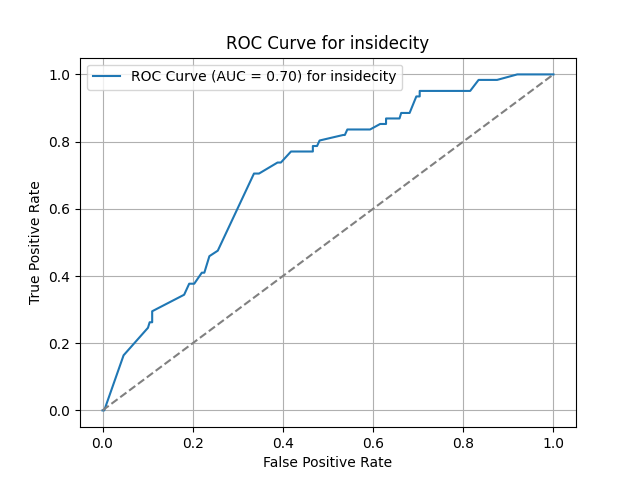 ROC Curve for insidecity
ROC Curve (AUC = 0.70) for insidecity
True Positive Rate
1.0
0.8
0.6
0.4
0.2
0.0
0.0 0.2 0.4 0.6 0.8 1.0
False Positive Rate